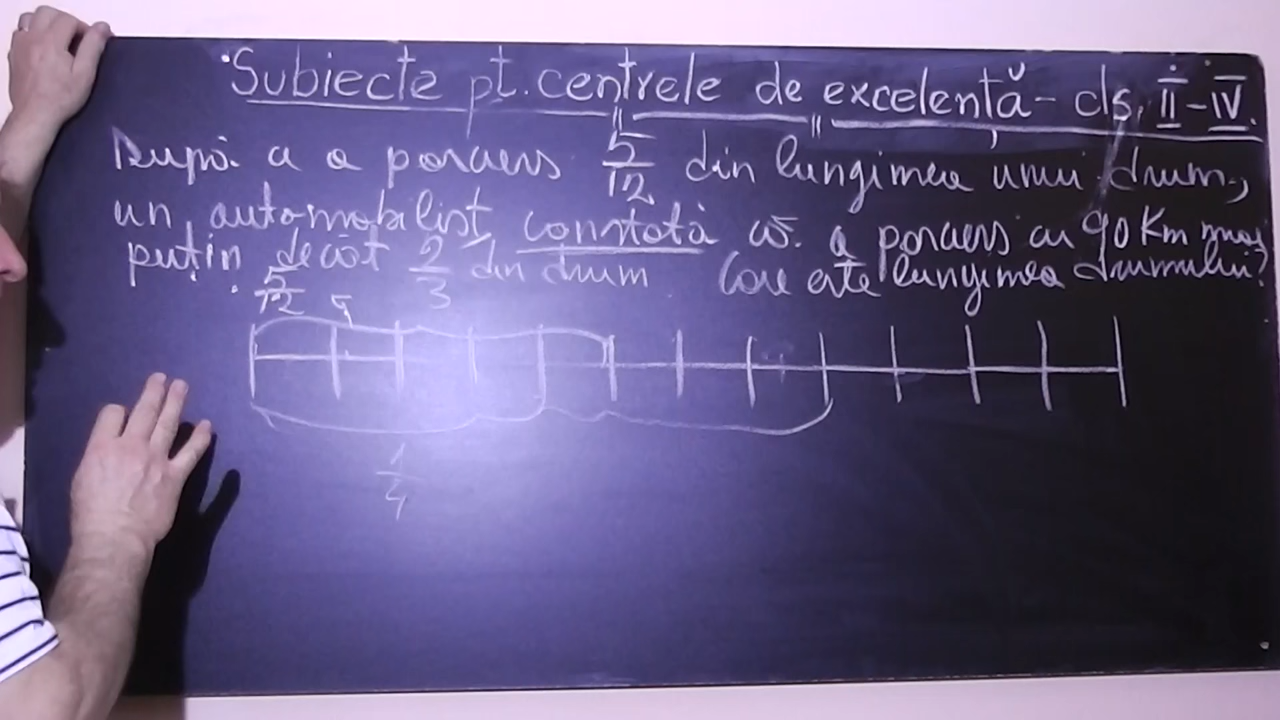 Subiecte pt. centrele de excelență - cls. II - IV.
După ce a parcurs 5/12 din lungimea unui drum,
un automobilist constată că a parcurs cu 90 Km mai
puțin decât 2/3 din drum Care este lungimea drumului?
5/12
1/4